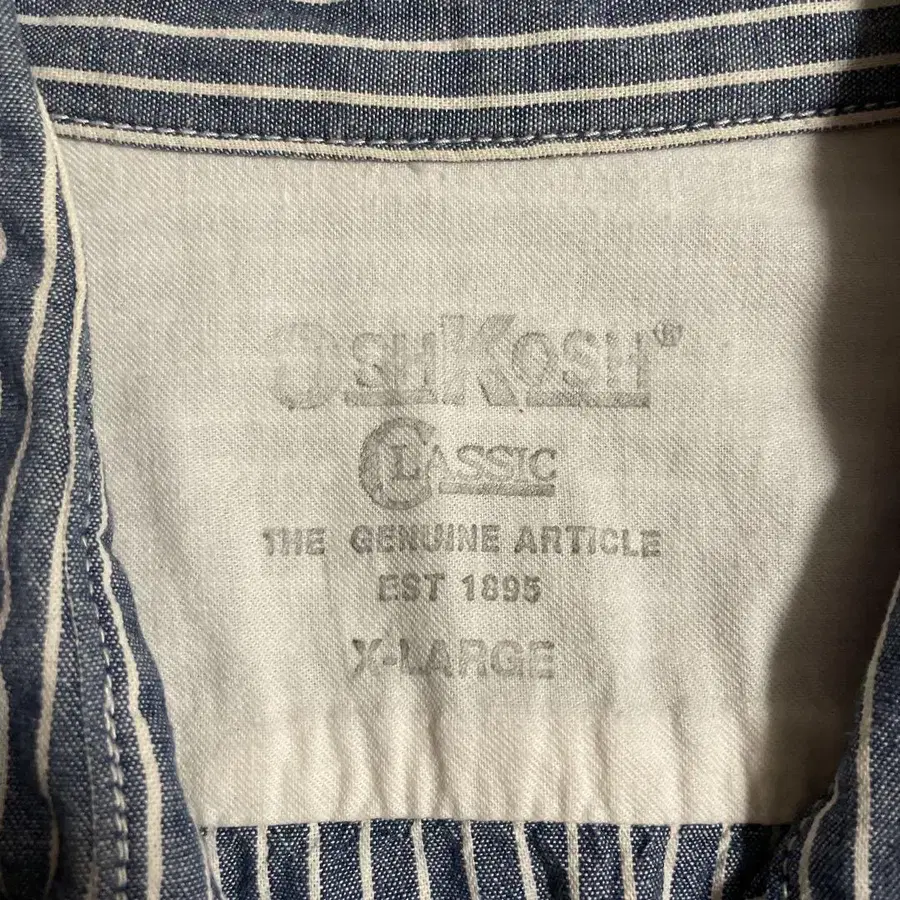 OSHKOSH®
CLASSIC
THE GENUINE ARTICLE
EST 1895
X-LARGE